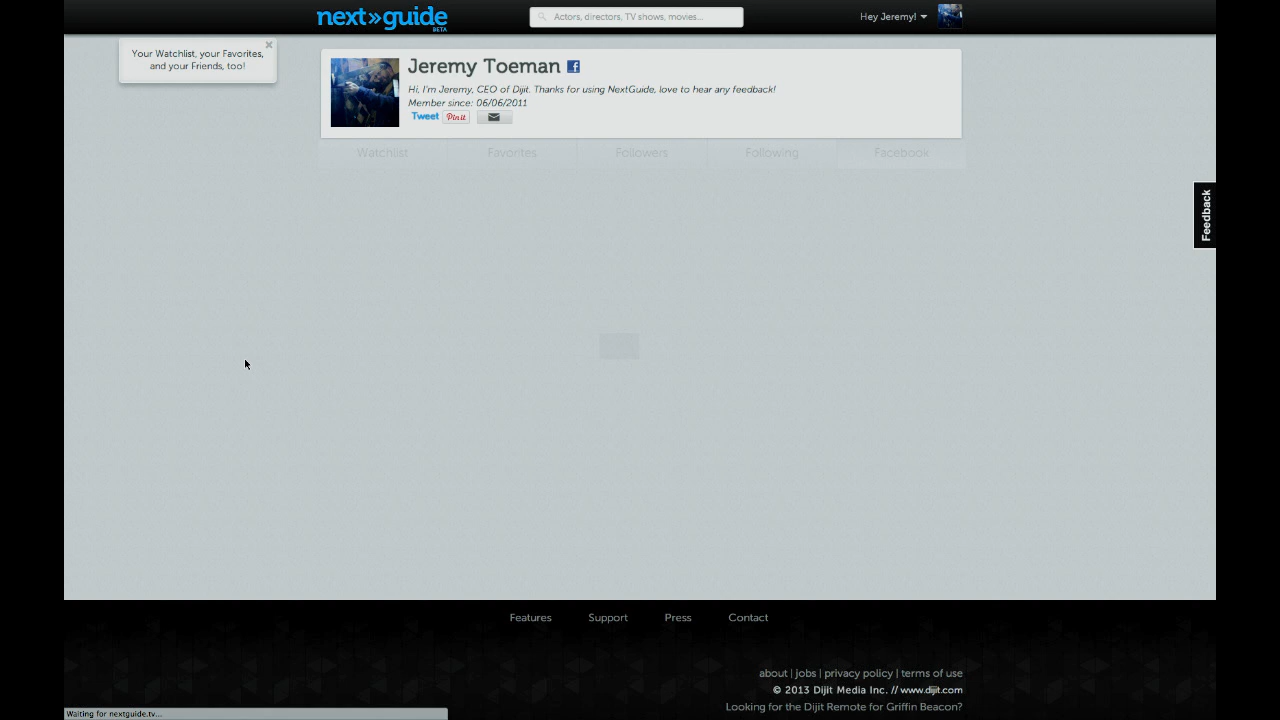 next»guide
BETA
Actors, directors, TV shows, movies...
Hey Jeremy!
Your Watchlist, your Favorites,
and your Friends, too!
Jeremy Toeman
Hi, I'm Jeremy, CEO of Dijit. Thanks for using NextGuide, love to hear any feedback!
Member since: 06/06/2011
Tweet Pin it
Watchlist Favorites Followers Following Facebook
Feedback
Features Support Press Contact
about | jobs | privacy policy | terms of use
© 2013 Dijit Media Inc. // www.dijit.com
Looking for the Dijit Remote for Griffin Beacon?
Waiting for nextguide.tv...